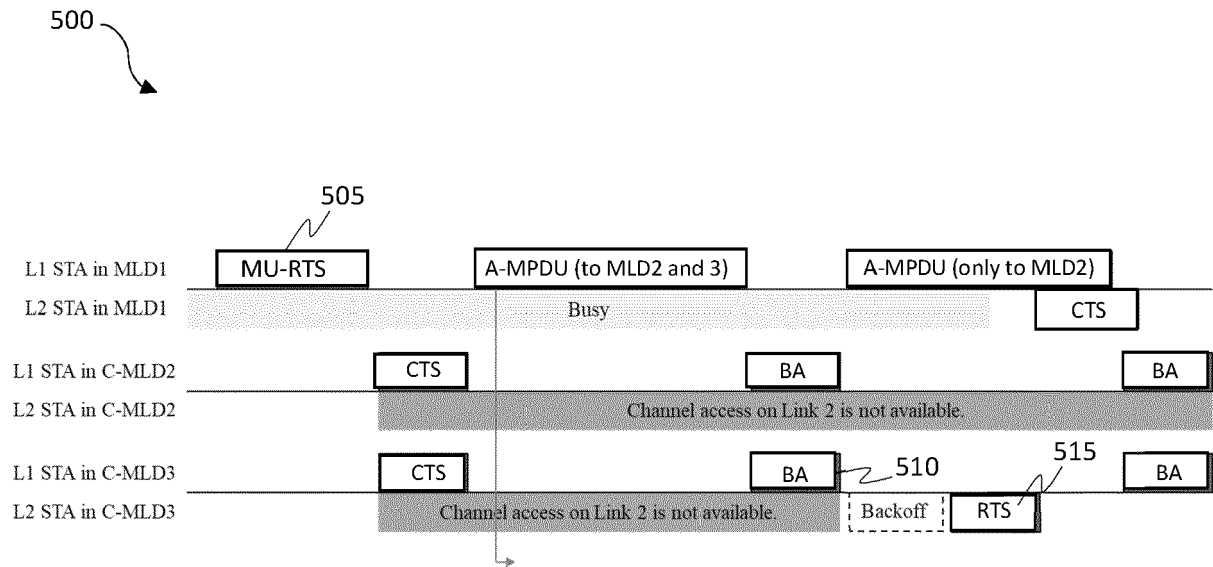 500
505
L1 STA in MLD1 MU-RTS A-MPDU (to MLD2 and 3) A-MPDU (only to MLD2)
L2 STA in MLD1 Busy CTS
L1 STA in C-MLD2 CTS BA BA
L2 STA in C-MLD2 Channel access on Link 2 is not available.
L1 STA in C-MLD3 CTS BA 510 515 BA
L2 STA in C-MLD3 Channel access on Link 2 is not available. Backoff RTS